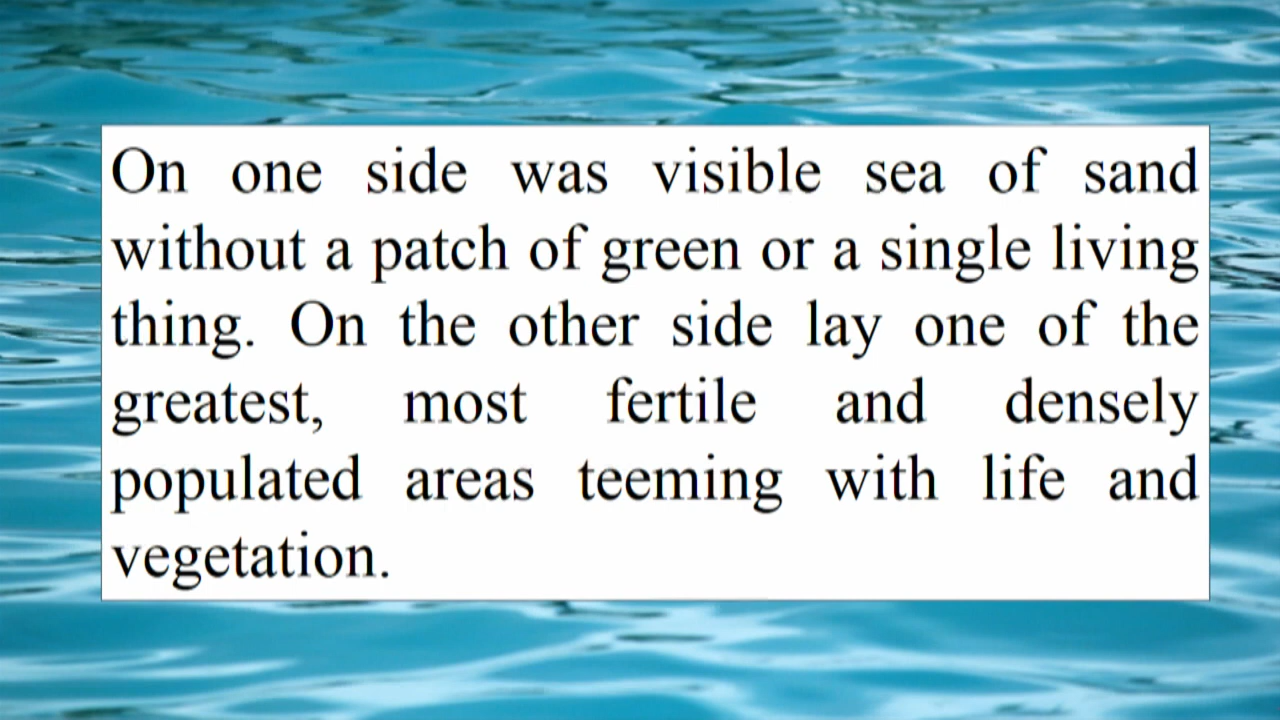 On one side was visible sea of sand
without a patch of green or a single living
thing. On the other side lay one of the
greatest, most fertile and densely
populated areas teeming with life and
vegetation.